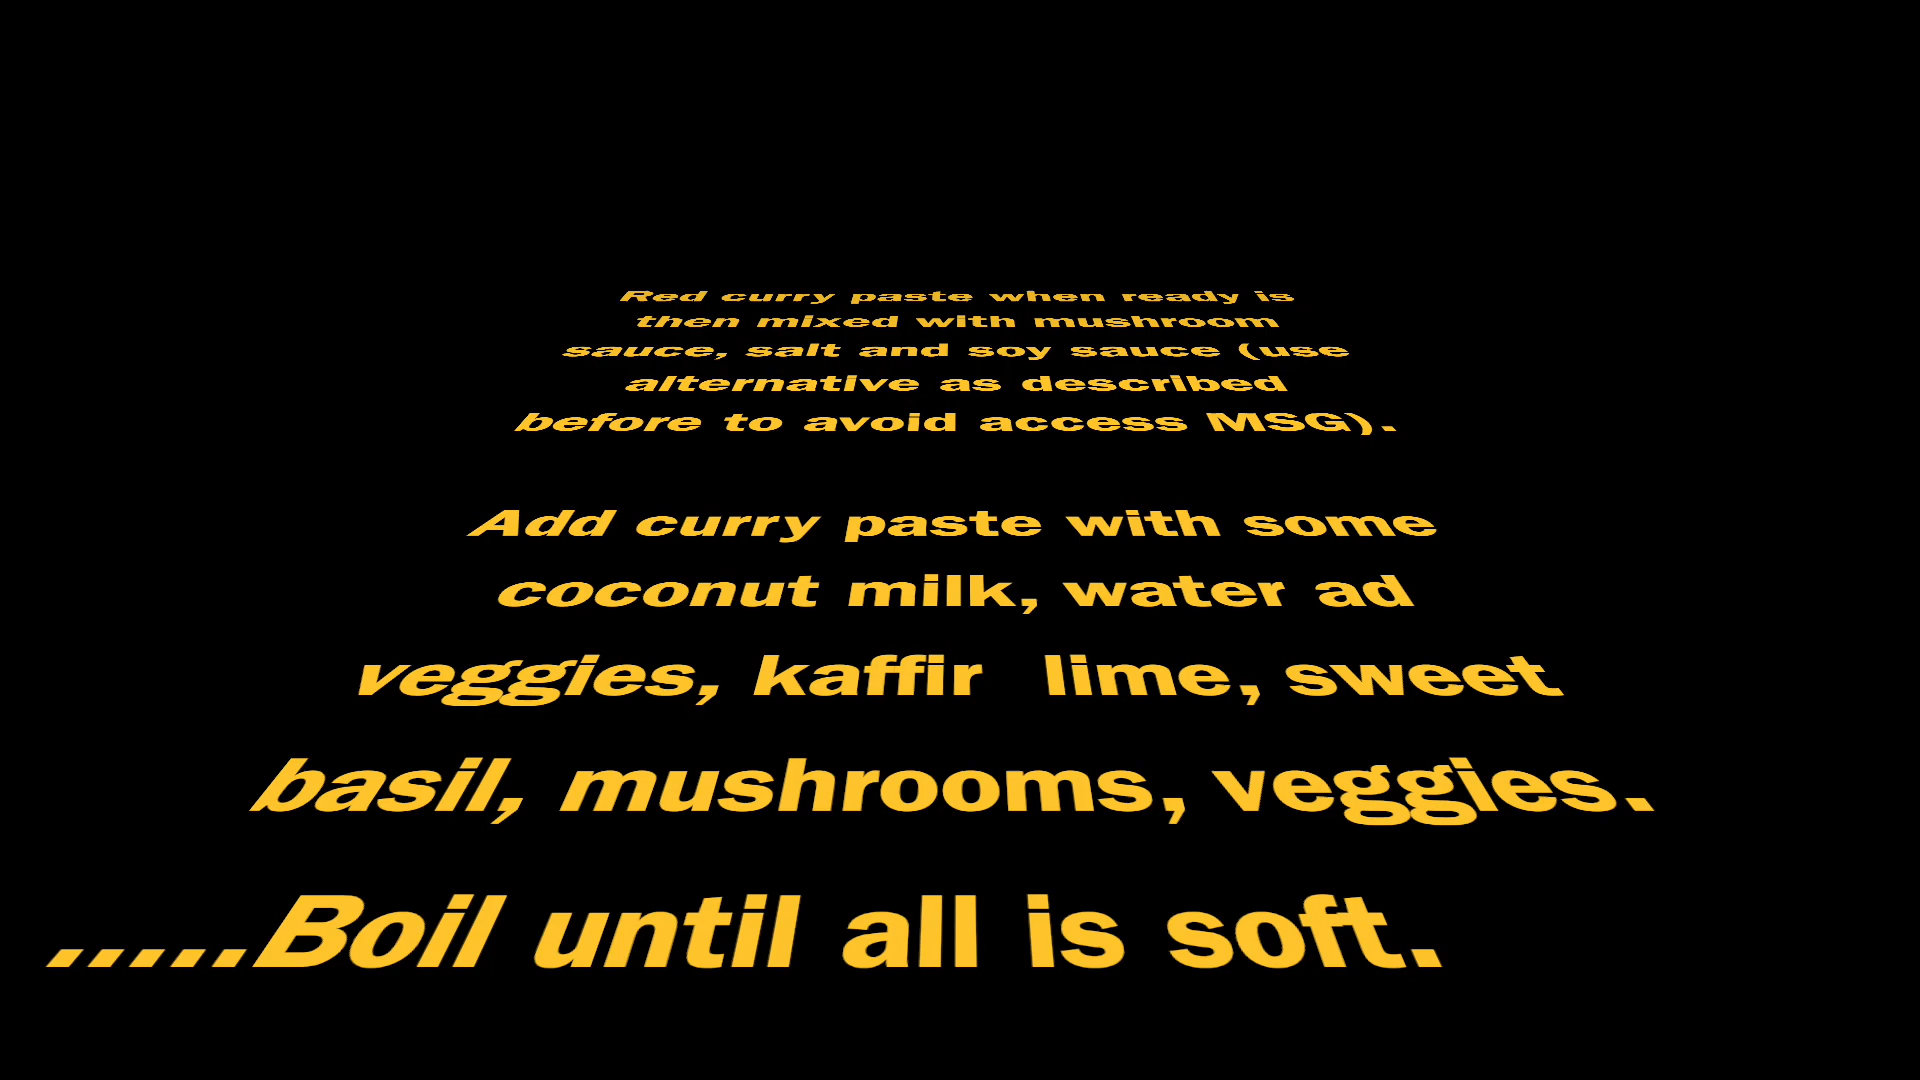 Red curry paste when ready is
then mixed with mushroom
sauce, salt and soy sauce (use
alternative as described
before to avoid access MSG).
Add curry paste with some
coconut milk, water ad
veggies, kaffir lime, sweet
basil, mushrooms, veggies.
.....Boil until all is soft.